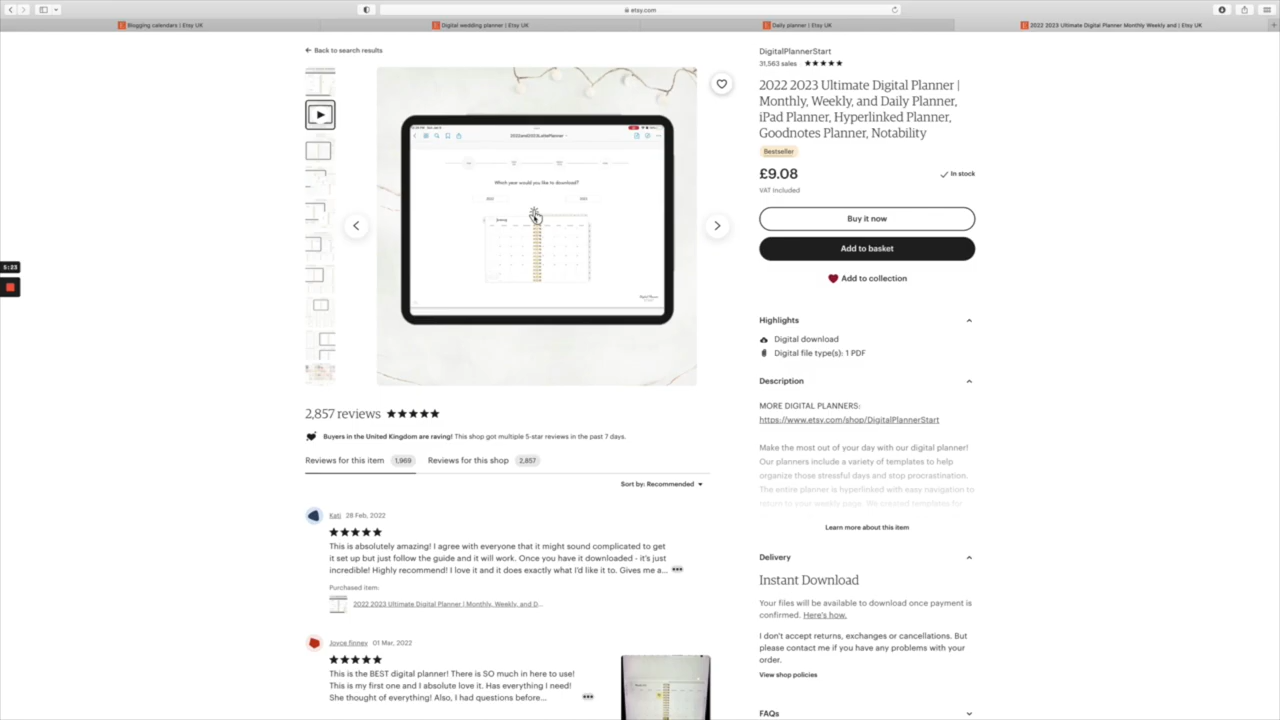 etsy.com
Blogging calendars | Etsy UK
Digital wedding planner | Etsy UK
Daily planner | Etsy UK
2022 2023 Ultimate Digital Planner Monthly Weekly and | Etsy UK
Back to search results
5:23
Which year would you like to download?
2022
2023
DigitalPlannerStart
31,563 sales
2022 2023 Ultimate Digital Planner |
Monthly, Weekly, and Daily Planner,
iPad Planner, Hyperlinked Planner,
Goodnotes Planner, Notability
Bestseller
£9.08
In stock
VAT Included
Buy it now
Add to basket
Add to collection
Highlights
Digital download
Digital file type(s): 1 PDF
Description
MORE DIGITAL PLANNERS:
https://www.etsy.com/shop/DigitalPlannerStart
Make the most out of your day with our digital planner!
Our planners include a variety of templates to help
organize those stressful days and stop procrastination.
The entire planner is hyperlinked with easy navigation to
return to your weekly page. We created templates for
Learn more about this item
Delivery
Instant Download
Your files will be available to download once payment is
confirmed. Here's how.
I don't accept returns, exchanges or cancellations. But
please contact me if you have any problems with your
order.
View shop policies
FAQs
2,857 reviews
Buyers in the United Kingdom are raving! This shop got multiple 5-star reviews in the past 7 days.
Reviews for this item 1,969
Reviews for this shop 2,857
Sort by: Recommended
Kati 28 Feb, 2022
This is absolutely amazing! I agree with everyone that it might sound complicated to get
it set up but just follow the guide and it will work. Once you have it downloaded - it's just
incredible! Highly recommend! I love it and it does exactly what I'd like it to. Gives me a...
Purchased item:
2022 2023 Ultimate Digital Planner | Monthly, Weekly, and D...
Joyce finney 01 Mar, 2022
This is the BEST digital planner! There is SO much in here to use!
This is my first one and I absolute love it. Has everything I need!
She thought of everything! Also, I had questions before...